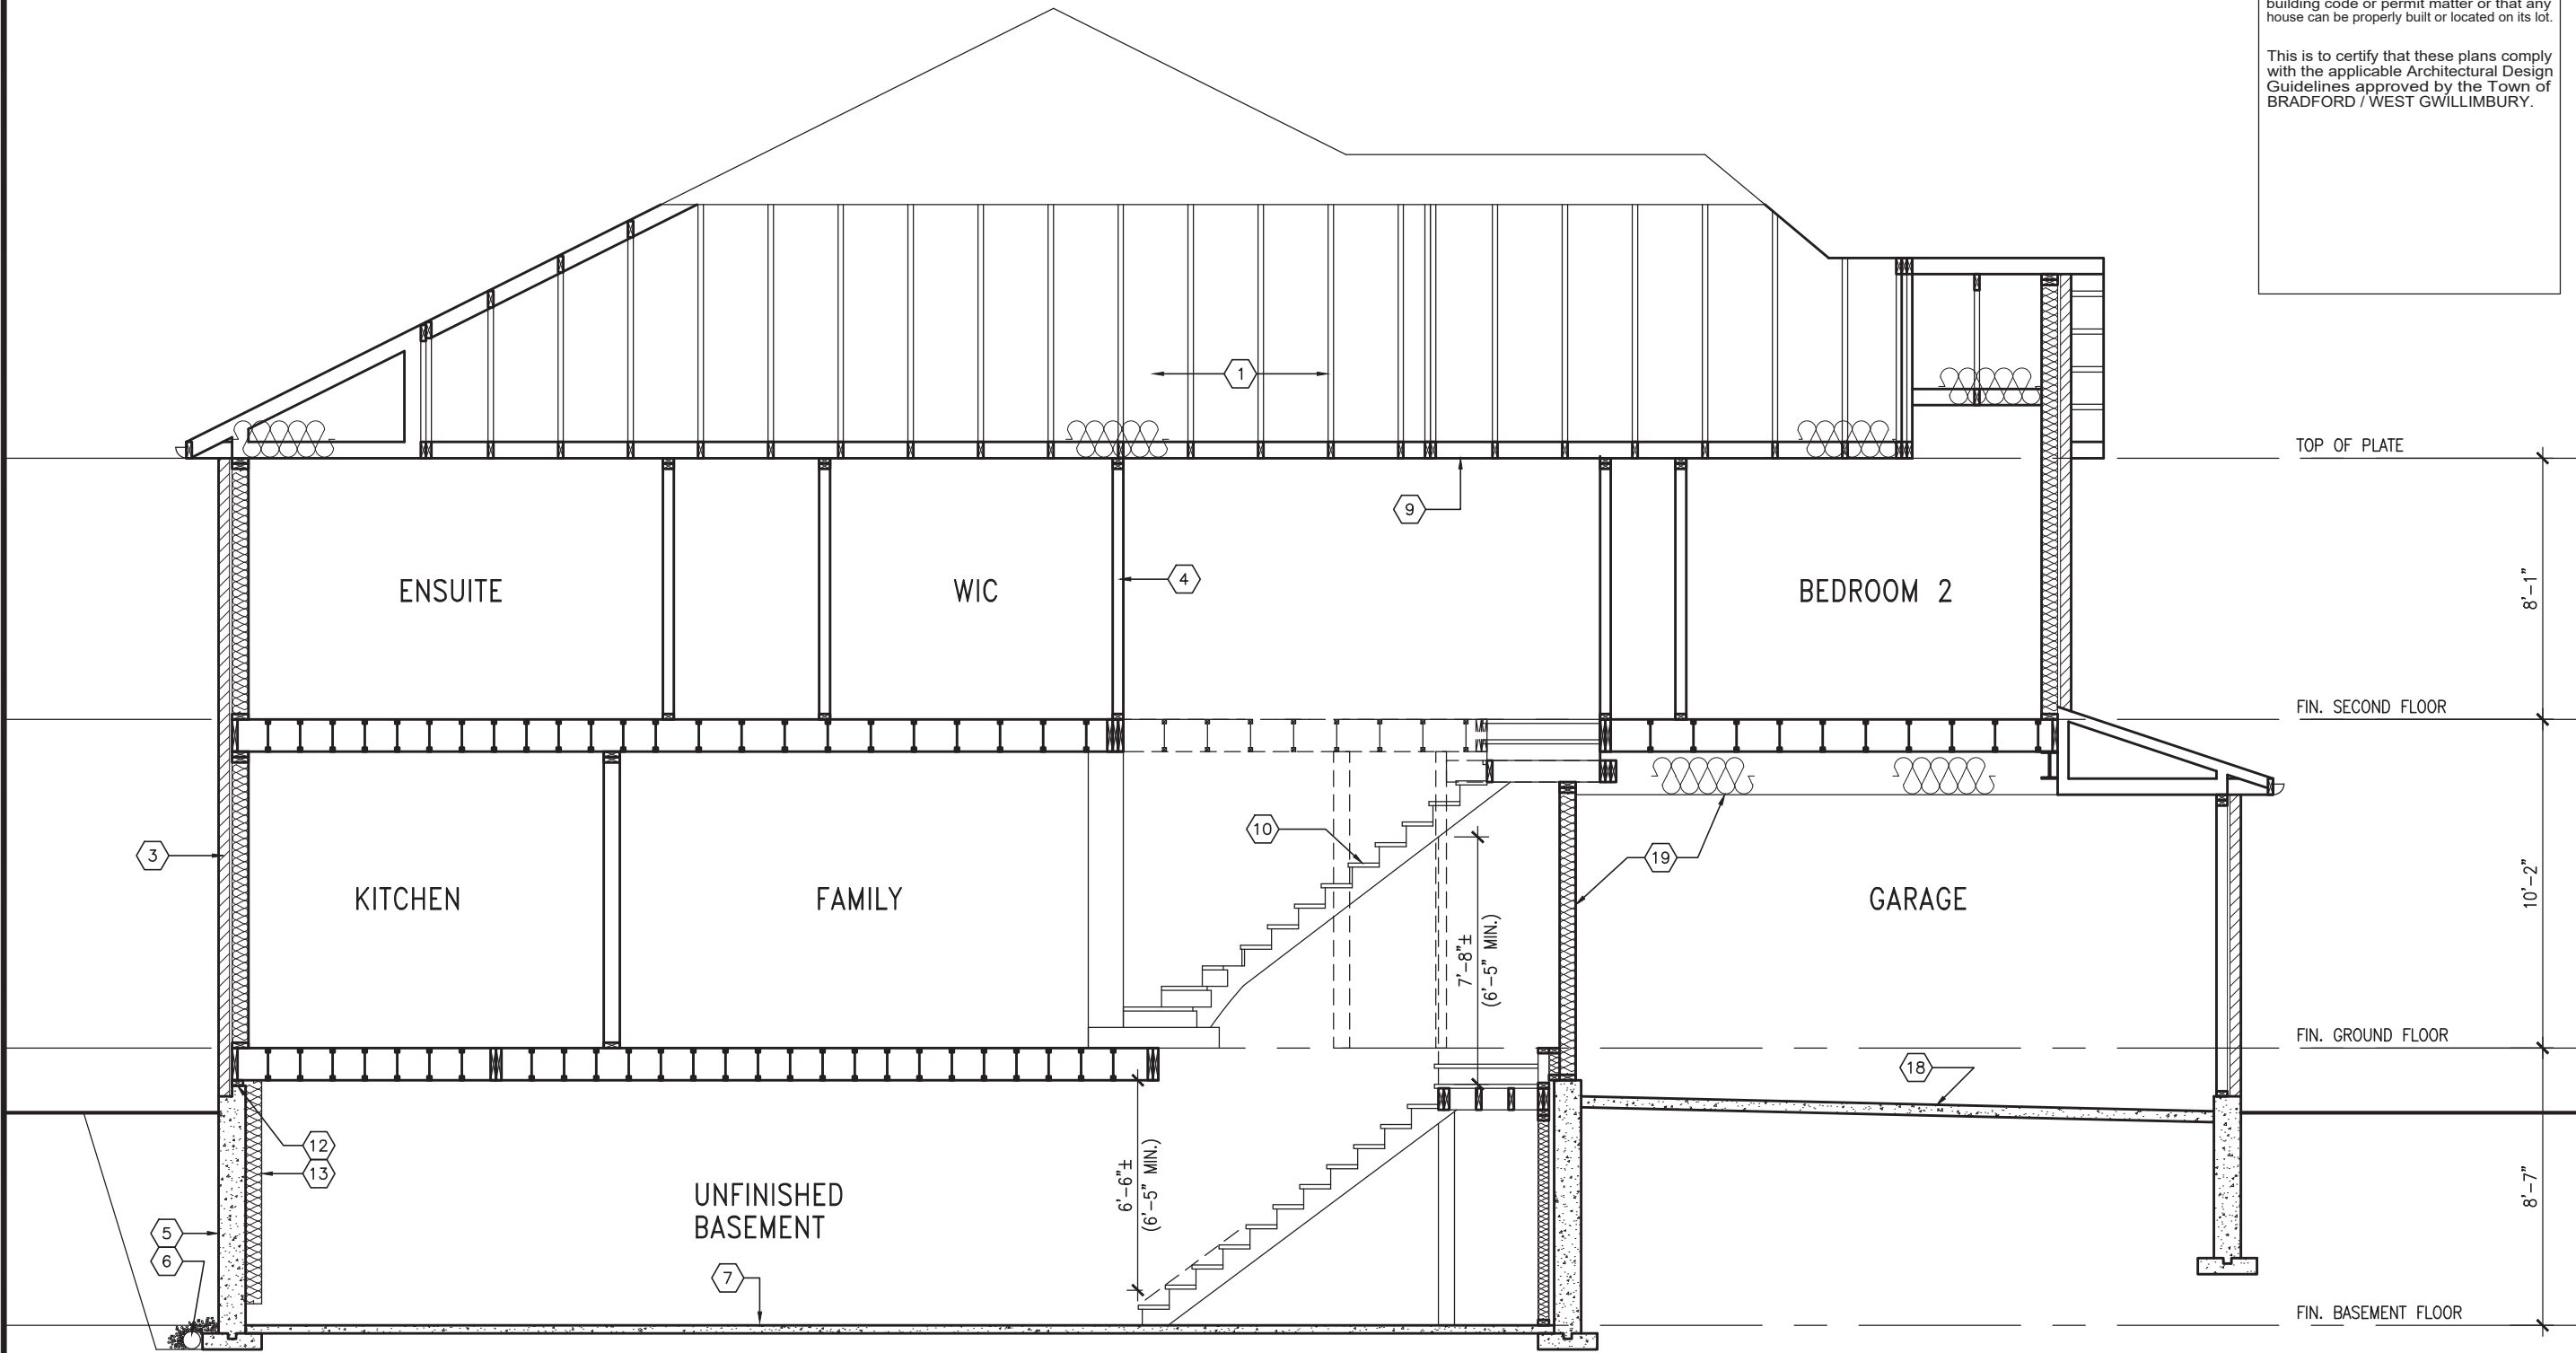 building code or permit matter or that any
house can be properly built or located on its lot.
This is to certify that these plans comply
with the applicable Architectural Design
Guidelines approved by the Town of
BRADFORD / WEST GWILLIMBURY.
1
TOP OF PLATE
9
4
ENSUITE
WIC
BEDROOM 2
8'-1"
FIN. SECOND FLOOR
10
3
19
KITCHEN
FAMILY
GARAGE
10'-2"
7'-8"±
(6'-5" MIN.)
FIN. GROUND FLOOR
18
12
13
6'-6"±
(6'-5" MIN.)
UNFINISHED
BASEMENT
8'-7"
5
6
7
FIN. BASEMENT FLOOR